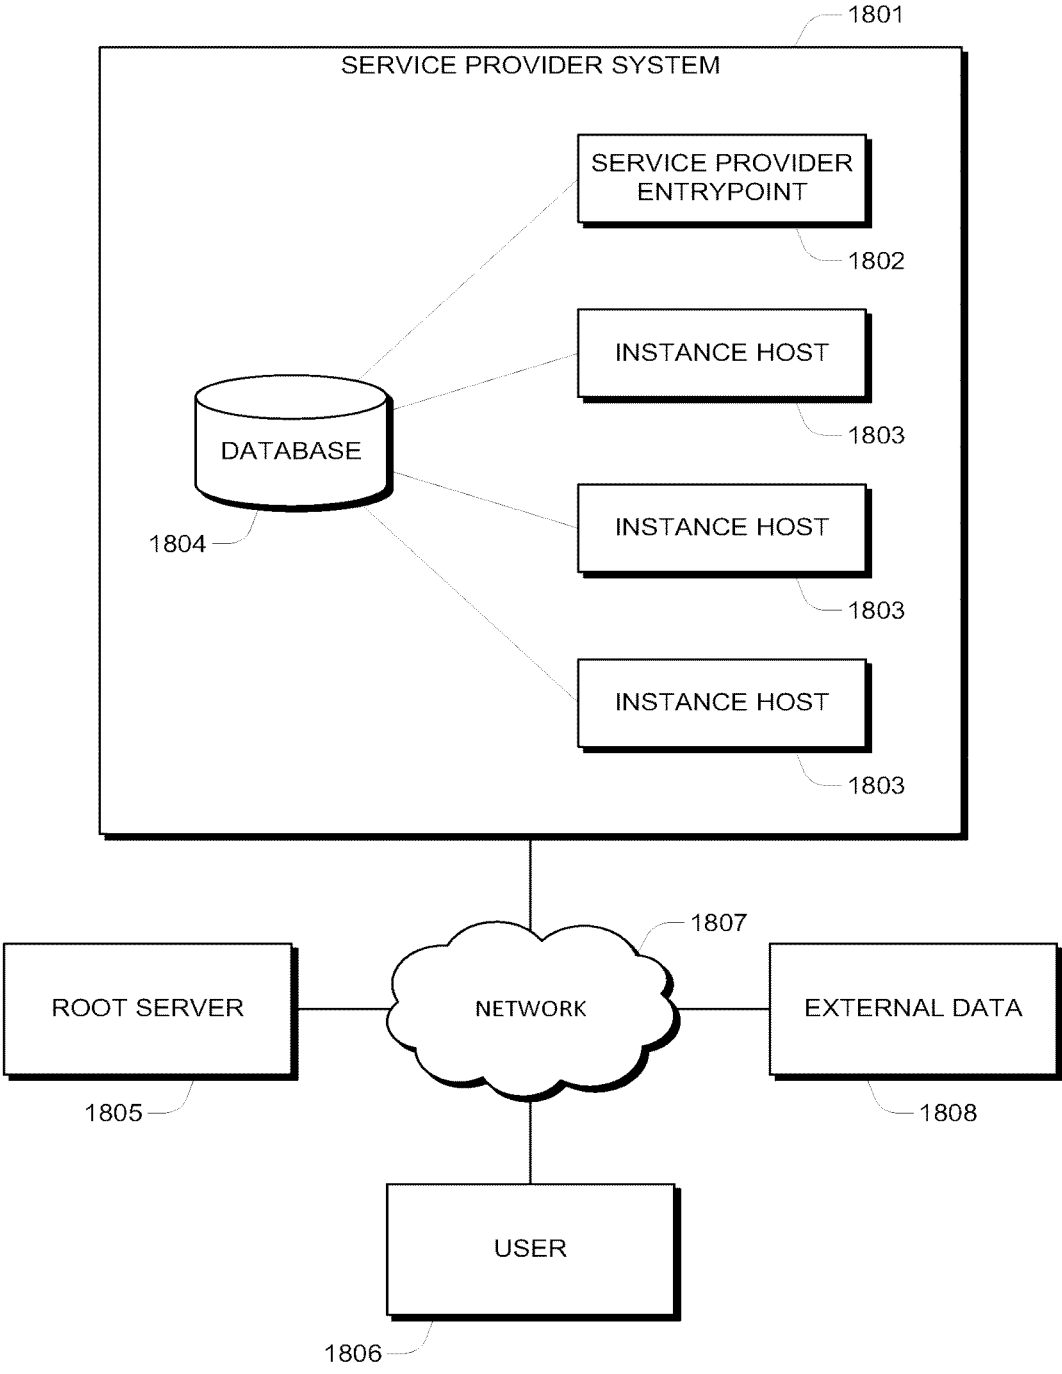 1801
SERVICE PROVIDER SYSTEM
SERVICE PROVIDER
ENTRYPOINT
1802
INSTANCE HOST
1803
DATABASE
1804
INSTANCE HOST
1803
INSTANCE HOST
1803
1807
ROOT SERVER
NETWORK
EXTERNAL DATA
1805
1808
USER
1806